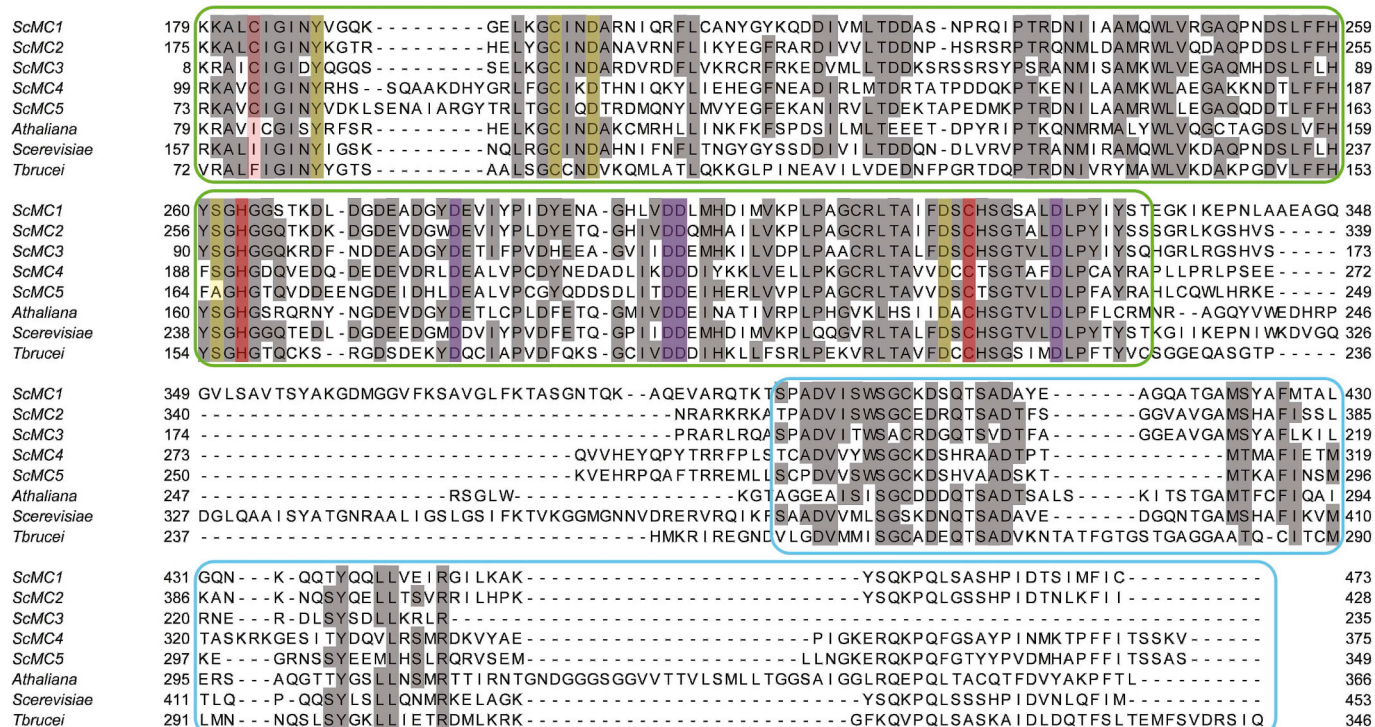 ScMC1 179 KKALCIGINYVGQK---------GELKGCINDARNIQRFLCANYGYKQDDIVMLTDDAS-NPRQIPTRDNIIAAMQWLVRGAQPNDSLFFH 259
ScMC2 175 KKALCIGINYKGTR---------HELKGCINDANAVRNFLIKYEGFRARDIVVLTDDNP-HSRSRPTRQNMLDAMRWLVQDAQPDDSLFFH 255
ScMC3 8 KRAICIGIDYQGQS---------SELKGCINDARDVRDFLVKRCRFRKEDVMLLTDDKSRSSRSYPSRANMISAMKWLVEGAQMHDSLFLH 89
ScMC4 99 RKAVCIGINYRHS--SQAAKDHYGRLFGCIKDTHNIQKYLIEHEGFNEADIRLMTDRTATPDDQKPTKENILAAMKWLAEGAKKNDTLFFH 187
ScMC5 73 RKAVCIGINYVDKLSENAIARGYTRLTGCIQDTRDMQNYLMVYEGFEKANIRVLTDEKTAPEDMKPTRDNILAAMRWLLEGAQQDDTLFFH 163
Athaliana 79 KRAVICGISYRFSR---------HELKGCINDAKCMRHLLINKFKFSPDSILMLTEEET-DPYRIPTKQNMRMALYWLVQGCTAGDSLVFH 159
Scerevisiae 157 RKALIIGINYIGSK---------NQLRGCINDAHNIFNFLTNGYGYSSDDIVILTDDQN-DLVRVPTRANMIRAMQWLVKDAQPNDSLFLH 237
Tbrucei 72 VRALFIGINYYGTS---------AALSGCCNDVKQMLATLQKKGLPINEAVILVDEDNFPGRTDQPTRDNIVRYMAWLVKDAKPGDVLFFH 153
ScMC1 260 YSGHGGSTKDL-DGDEADGYDEVIYPIDYENA-GHLVDDLMHDIMVKPLPAGCRLTAIFDSCHSGSALDLPYIYSTEGKIKEPNLAAEAGQ 348
ScMC2 256 YSGHGGQTKDK-DGDEVDGWDEVIYPLDYETQ-GHIVDDQMHAILVKPLPAGCRLTAIFDSCHSGTALDLPYIYSSSGRLKGSHVS----- 339
ScMC3 90 YSGHGGQKRDF-NDDEADGYDETIFPVDHEEA-GVIIDDEMHKILVDPLPAACRLTALFDSCHSGTVLDLPYIYSQHGRLRGSHVS----- 173
ScMC4 188 FSGHGDQVEDQ-DEDEVDRLDEALVPCDYNEDADLIKDDDIYKKLVELLPKGCRLTAVVDCCTSGTAFDLPCAYRAPLLPRLPSEE----- 272
ScMC5 164 FAGHGTQVDDEENGDEIDHLDEALVPCGYQDDSDLITDDEIHERLVVPLPKGCRLTAVVDSCTSGTVLDLPFAYRAHLCQWLHRKE----- 249
Athaliana 160 YSGHGSRQRNY-NGDEVDGYDETLCPLDFETQ-GMIVDDEINATIVRPLPHGVKLHSIIDACHSGTVLDLPFLCRMNR--AGQYVWEDHRP 246
Scerevisiae 238 YSGHGGQTEDL-DGDEEDGMDDVIYPVDFETQ-GPIIDDEMHDIMVKPLQQGVRLTALFDSCHSGTVLDLPYTYSTKGIIKEPNIWKDVGQ 326
Tbrucei 154 YSGHGTQCKS--RGDSDEKYDQCIAPVDFQKS-GCIVDDDIHKLLFSRLPEKVRLTAVFDCCHSGSIMDLPFTYVCSGGEQASGTP----- 236
ScMC1 349 GVLSAVTSYAKGDMGGVFKSAVGLFKTASGNTQK--AQEVARQTKTSPADVISWSGCKDSQTSADAYE-------AGQATGAMSYAFMTAL 430
ScMC2 340 --------------------------------------NRARKRKATPADVISWSGCEDRQTSADTFS-------GGVAVGAMSHAFISSL 385
ScMC3 174 --------------------------------------PRARLRQASPADVITWSACRDGQTSVDTFA-------GGEAVGAMSYAFLKIL 219
ScMC4 273 ------------------------------QVVHEYQPYTRRFPLSTCADVVYWSGCKDSHRAADTPT-------------MTMAFIETM 319
ScMC5 250 ------------------------------KVEHRPQAFTRREMLLSCPDVVSWSGCKDSHVAADSKT-------------MTKAFINSM 296
Athaliana 247 --------------------RSGLW------------------KGTAGGEAISISGCDDDQTSADTSALS----KITSTGAMTFCFIQAI 294
Scerevisiae 327 DGLQAAISYATGNRAALIGSLGSIFKTVKGGMGNNVDRERVRQIKFSAADVVMLSGSKDNQTSADAVE-------DGQNTGAMSHAFIKVM 410
Tbrucei 237 --------------------------------------HMKRIREGNDVLGDVMMISGCADEQTSADVKNTATFGTGSTGAGGAATQ-CITCM 290
ScMC1 431 GQN---K-QQTYQQLLVEIRGILKAK--------------------------YSQKPQLSASHPIDTSIMFIC---------- 473
ScMC2 386 KAN---K-NQSYQELLTSVRRILHPK--------------------------YSQKPQLGSSHPIDTNLKFII---------- 428
ScMC3 220 RNE---R-DLSYSDLLKRLR--------------------------------------------------------------- 235
ScMC4 320 TASKRKGESITYDQVLRSMRDKVYAE-----------------------PIGKERQKPQFGSAYPINMKTPFFITSSKV---- 375
ScMC5 297 KE----GRNSSYEEMLHSLRQRVSEM----------------------LLNGKERQKPQFGTYYPVDMHAPFFITSSAS---- 349
Athaliana 295 ERS---AQGTTYGSLLNSMRTTIRNTGNDGGGSGGVVTTVLSMLLTGGSAIGGLRQEPQLTACQTFDVYAKPFTL-------- 366
Scerevisiae 411 TLQ---P-QQSYLSLLQNMRKELAGK--------------------------YSQKPQLSSSHPIDVNLQFIM---------- 453
Tbrucei 291 LMN---NQSLSYGKLLIETRDMLKRK-------------------------GFKQVPQLSASKAIDLDQTFSLTEMFSVDRSIQ 346